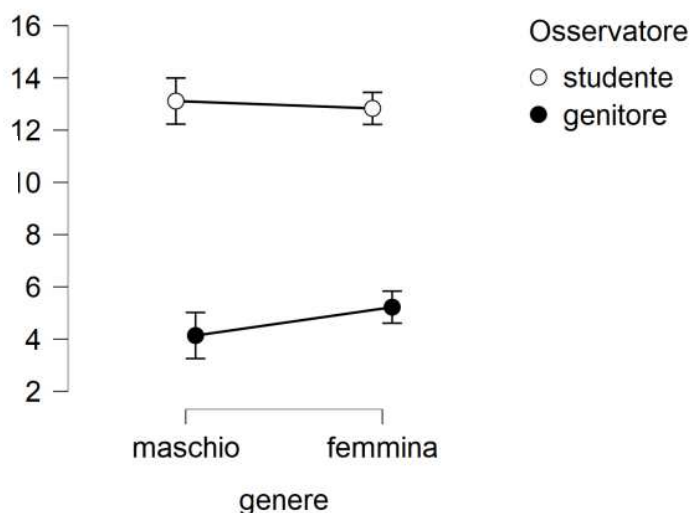 16
14
12
10
8
6
4
2
Osservatore
studente
genitore
maschio femmina
genere